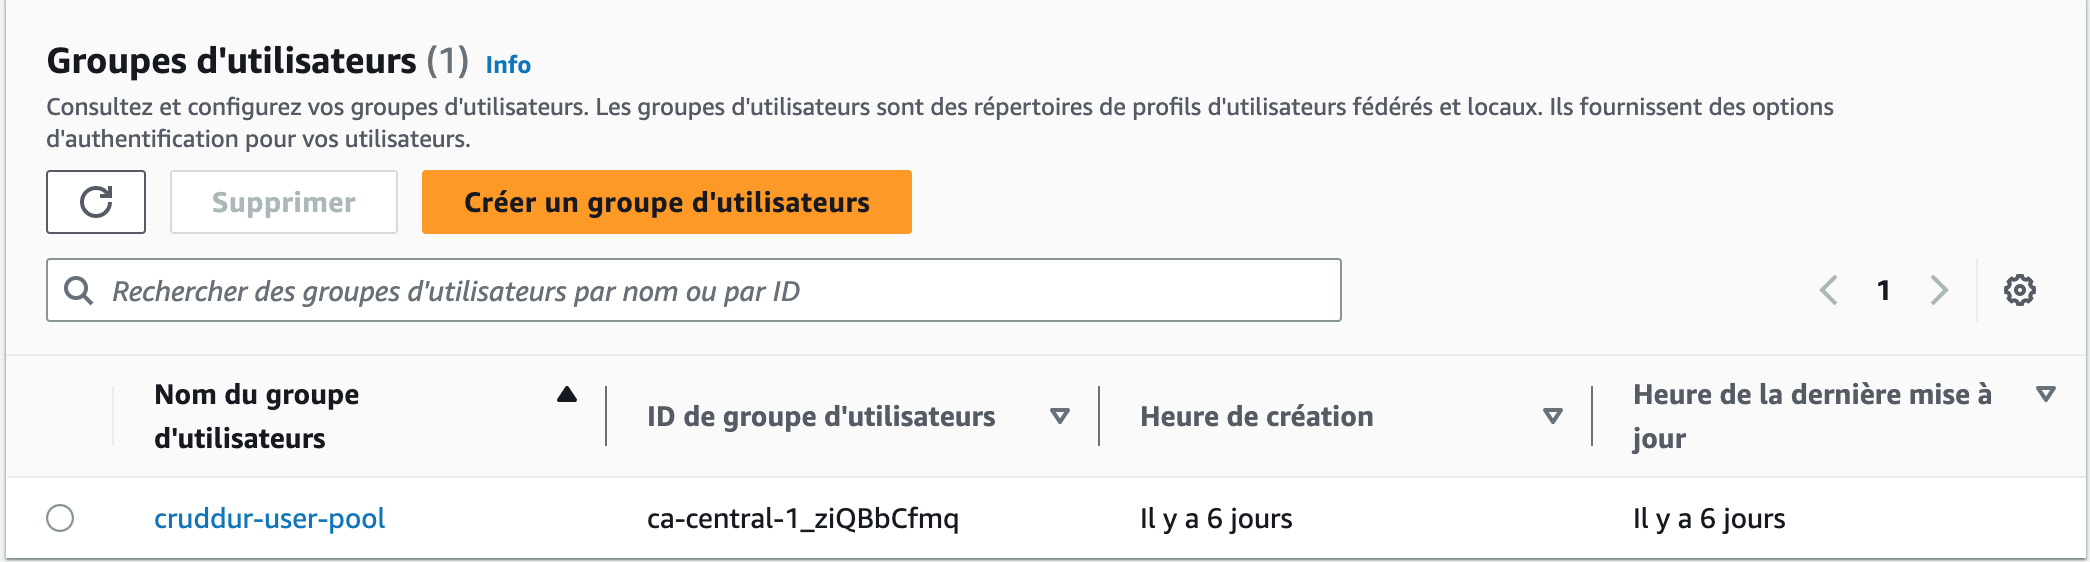 Groupes d'utilisateurs (1) Info
Consultez et configurez vos groupes d'utilisateurs. Les groupes d'utilisateurs sont des répertoires de profils d'utilisateurs fédérés et locaux. Ils fournissent des options
d'authentification pour vos utilisateurs.
Supprimer Créer un groupe d'utilisateurs
Rechercher des groupes d'utilisateurs par nom ou par ID 1
Nom du groupe
d'utilisateurs
ID de groupe d'utilisateurs
Heure de création
Heure de la dernière mise à
jour
cruddur-user-pool ca-central-1_ziQBbCfmq Il y a 6 jours Il y a 6 jours